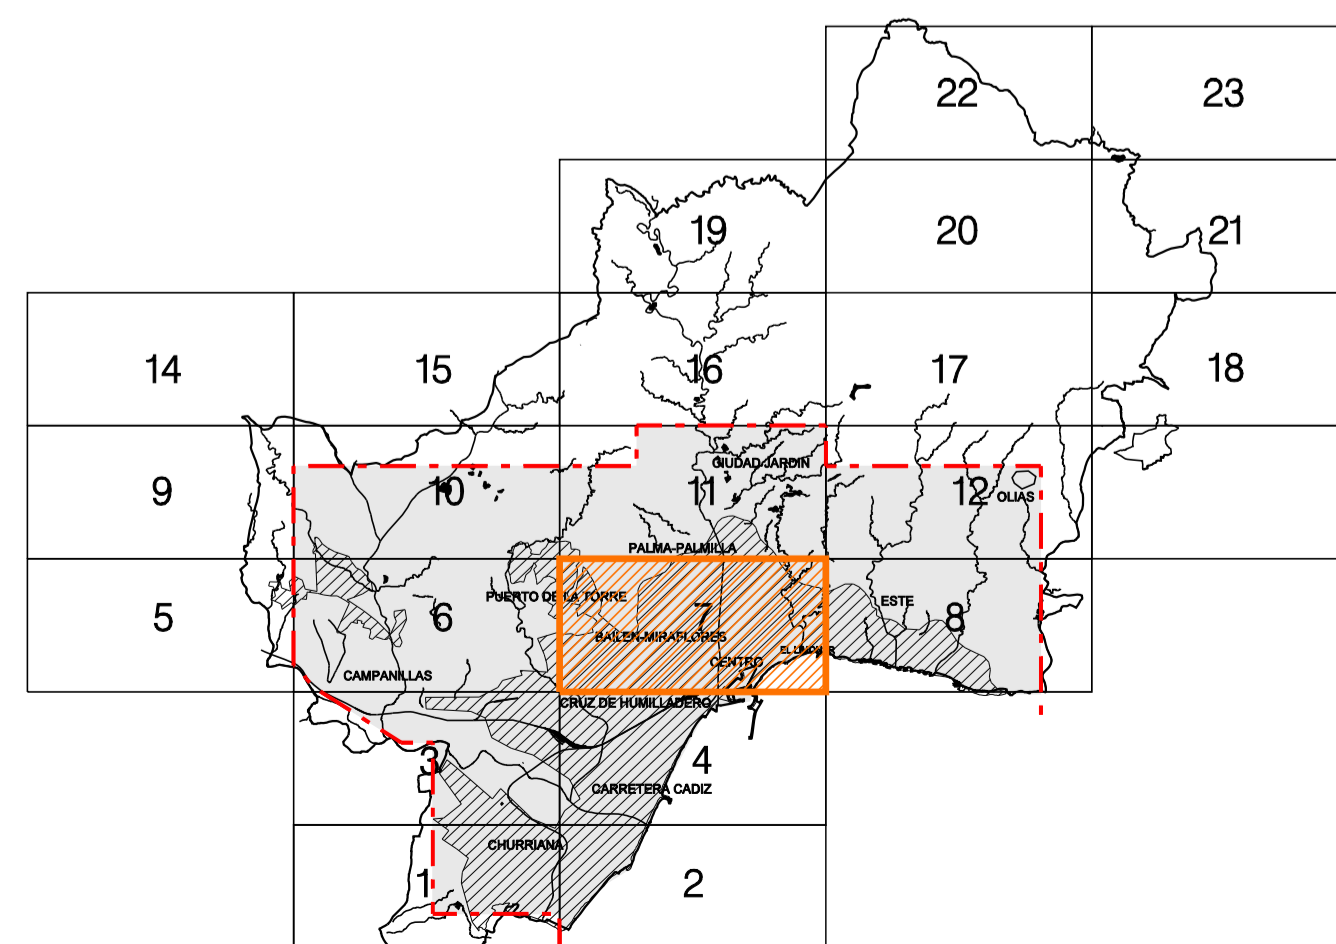 22
23
19
20
21
14
15
16
17
18
CIUDAD JARDIN
9
10
11
12
OLIAS
PALMA-PALMILLA
PUERTO DE LA TORRE
ESTE
5
6
7
8
BAILEN-MIRAFLORES
CENTRO
CAMPANILLAS
CRUZ DE HUMILLADERO
3
4
CARRETERA CADIZ
CHURRIANA
1
2